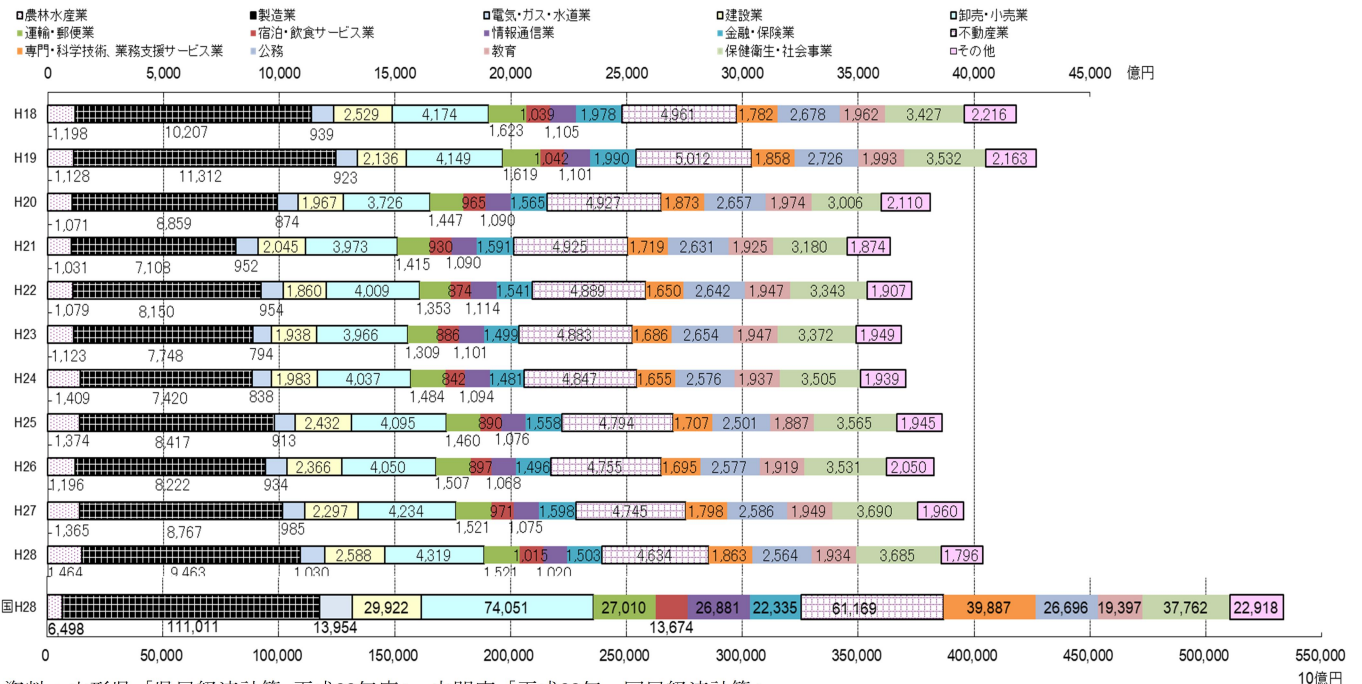 農林水産業 製造業 電気・ガス・水道業 建設業 卸売・小売業
運輸・郵便業 宿泊・飲食サービス業 情報通信業 金融・保険業 不動産業
専門・科学技術、業務支援サービス業 公務 教育 保健衛生・社会事業 その他
0 5,000 10,000 15,000 20,000 25,000 30,000 35,000 40,000 45,000 億円
H18 2,529 4,174 1,039 1,978 4,961 1,782 2,678 1,962 3,427 2,216
1,198 10,207 939 1,623 1,105
H19 2,136 4,149 1,042 1,990 5,012 1,858 2,726 1,993 3,532 2,163
1,128 11,312 923 1,619 1,101
H20 1,967 3,726 965 1,565 4,927 1,873 2,657 1,974 3,006 2,110
1,071 8,859 874 1,447 1,090
H21 2,045 3,973 930 1,591 4,925 1,719 2,631 1,925 3,180 1,874
1,031 7,108 952 1,415 1,090
H22 1,860 4,009 874 1,541 4,889 1,650 2,642 1,947 3,343 1,907
1,079 8,150 954 1,353 1,114
H23 1,938 3,966 886 1,499 4,883 1,686 2,654 1,947 3,372 1,949
1,123 7,748 794 1,309 1,101
H24 1,983 4,037 842 1,481 4,847 1,655 2,576 1,937 3,505 1,939
1,409 7,420 838 1,484 1,094
H25 2,432 4,095 890 1,558 4,794 1,707 2,501 1,887 3,565 1,945
1,374 8,417 913 1,460 1,076
H26 2,366 4,050 897 1,496 4,755 1,695 2,577 1,919 3,531 2,050
1,196 8,222 934 1,507 1,068
H27 2,297 4,234 971 1,598 4,745 1,798 2,586 1,949 3,690 1,960
1,365 8,767 985 1,521 1,075
H28 2,588 4,319 1,015 1,503 4,634 1,863 2,564 1,934 3,685 1,796
1,464 9,463 1,030 1,521 1,020
国H28 29,922 74,051 27,010 26,881 22,335 61,169 39,887 26,696 19,397 37,762 22,918
6,498 111,011 13,954 13,674
0 50,000 100,000 150,000 200,000 250,000 300,000 350,000 400,000 450,000 500,000 550,000
10億円